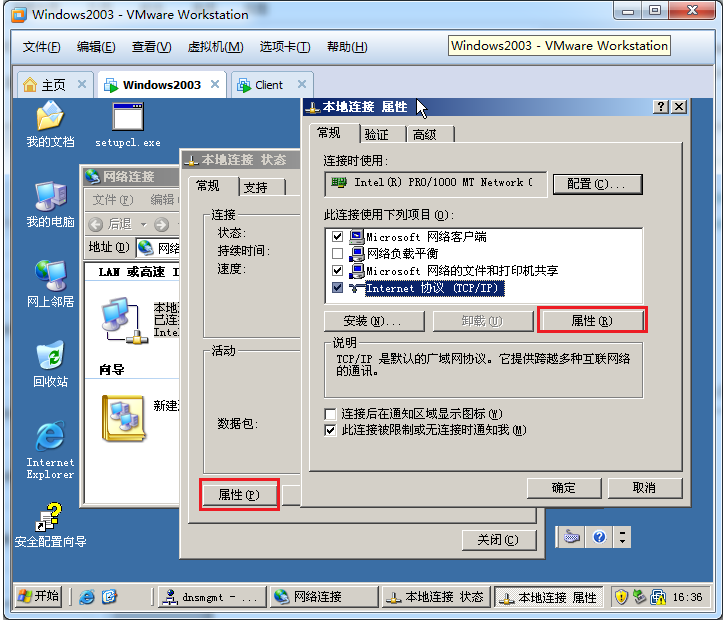 Windows2003 - VMware Workstation
文件(F) 编辑(E) 查看(V) 虚拟机(M) 选项卡(T) 帮助(H)
Windows2003 - VMware Workstation
主页 Windows2003 Client
我的文档
setupcl.exe
我的电脑
网上邻居
回收站
Internet
Explorer
安全配置向导
网络连接
文件(F) 编辑
后退
地址(D) 网络
LAN 或高速 I
本地
已连
Inte
向导
新建
本地连接 状态
常规 支持
连接
状态:
持续时间:
速度:
活动
数据包:
属性(P)
关闭(C)
本地连接 属性
常规 验证 高级
连接时使用:
Intel(R) PRO/1000 MT Network C
配置(C)...
此连接使用下列项目(O):
Microsoft 网络客户端
网络负载平衡
Microsoft 网络的文件和打印机共享
Internet 协议 (TCP/IP)
安装(N)... 卸载(U) 属性(R)
说明
TCP/IP 是默认的广域网协议。它提供跨越多种互联网络
的通讯。
连接后在通知区域显示图标(W)
此连接被限制或无连接时通知我(M)
确定 取消
开始 dnsmgmt - ... 网络连接 本地连接 状态 本地连接 属性 16:36